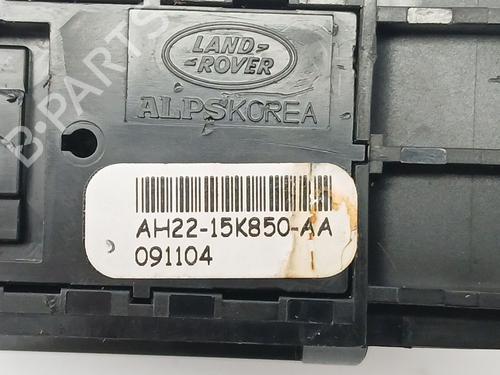 LAND-
-ROVER
ALPSKOREA
AH22-15K850-AA
091104
B-PARTS